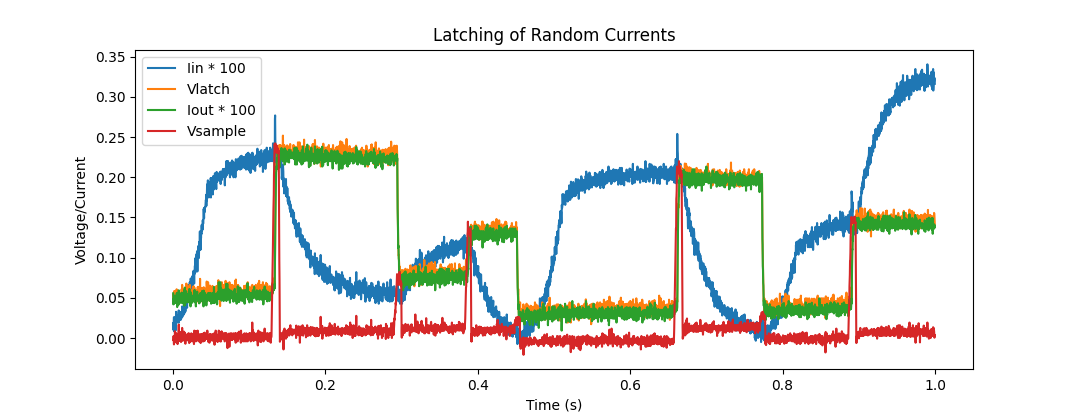 Latching of Random Currents
Iin * 100
Vlatch
Iout * 100
Vsample
Voltage/Current
0.35
0.30
0.25
0.20
0.15
0.10
0.05
0.00
0.0
0.2
0.4
0.6
0.8
1.0
Time (s)